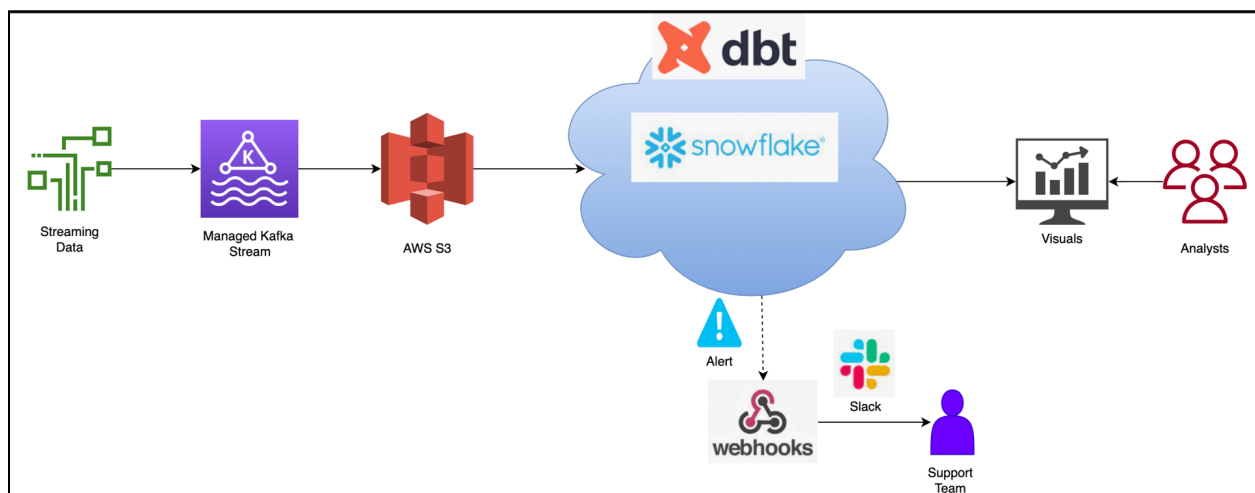 dbt
snowflake®
K
Streaming
Data
Managed Kafka
Stream
AWS S3
Visuals
Analysts
Alert
Slack
webhooks
Support
Team